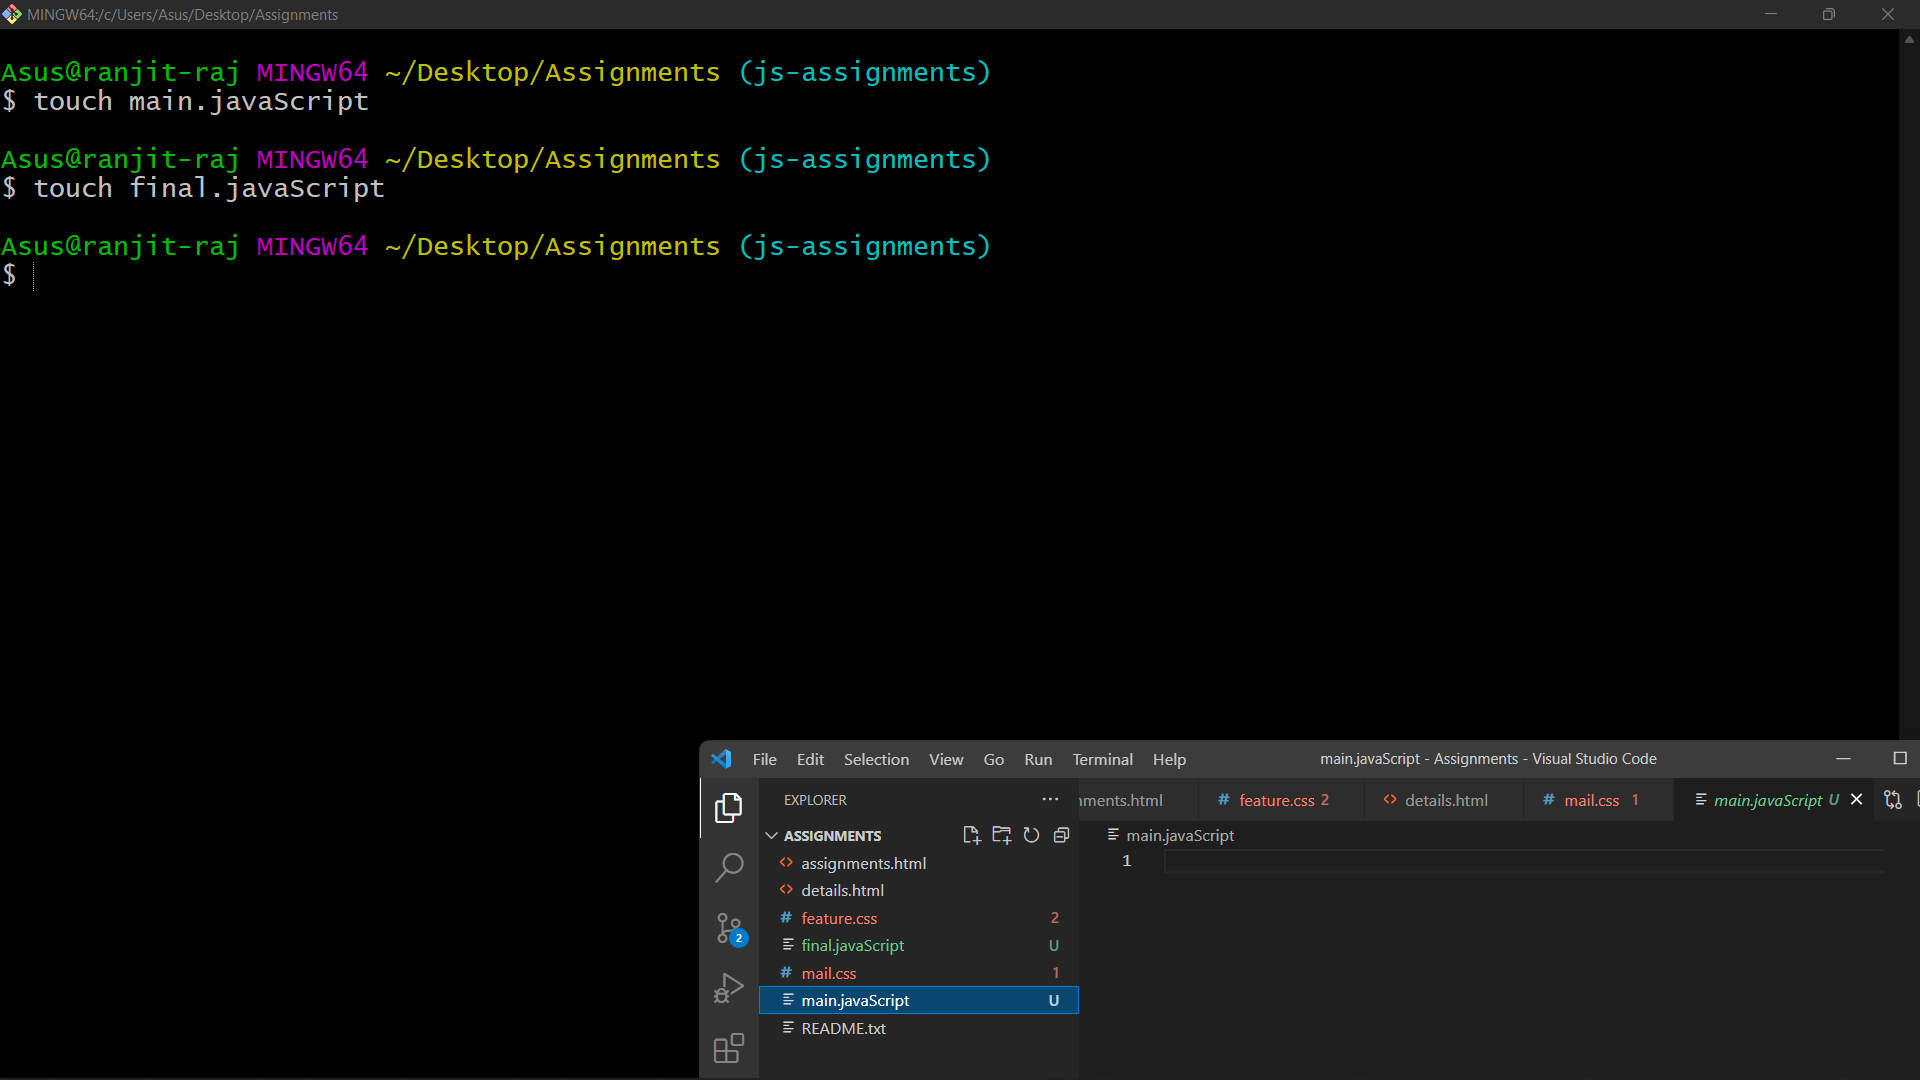 MINGW64:/c/Users/Asus/Desktop/Assignments
Asus@ranjit-raj MINGW64 ~/Desktop/Assignments (js-assignments)
$ touch main.javaScript
Asus@ranjit-raj MINGW64 ~/Desktop/Assignments (js-assignments)
$ touch final.javaScript
Asus@ranjit-raj MINGW64 ~/Desktop/Assignments (js-assignments)
$
File Edit Selection View Go Run Terminal Help main.javaScript - Assignments - Visual Studio Code
EXPLORER
nments.html # feature.css 2 <> details.html # mail.css 1 main.javaScript U
ASSIGNMENTS
main.javaScript
1
<> assignments.html
<> details.html
# feature.css 2
final.javaScript U
# mail.css 1
main.javaScript U
README.txt
2